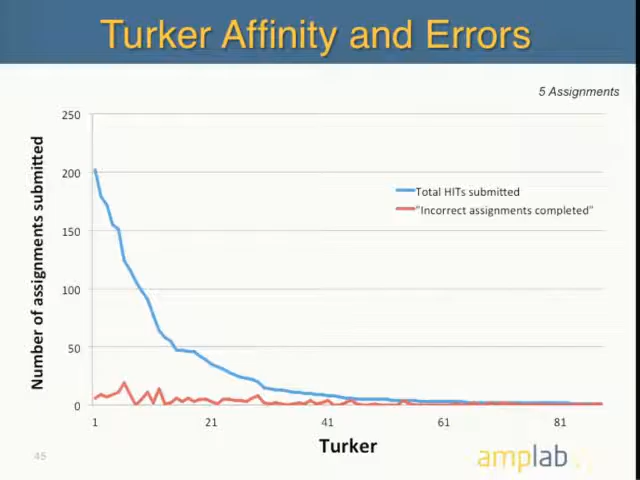 Turker Affinity and Errors
5 Assignments
Number of assignments submitted
250
200
150
100
50
0
Total HITs submitted
"Incorrect assignments completed"
1
21
41
61
81
Turker
45
amplab